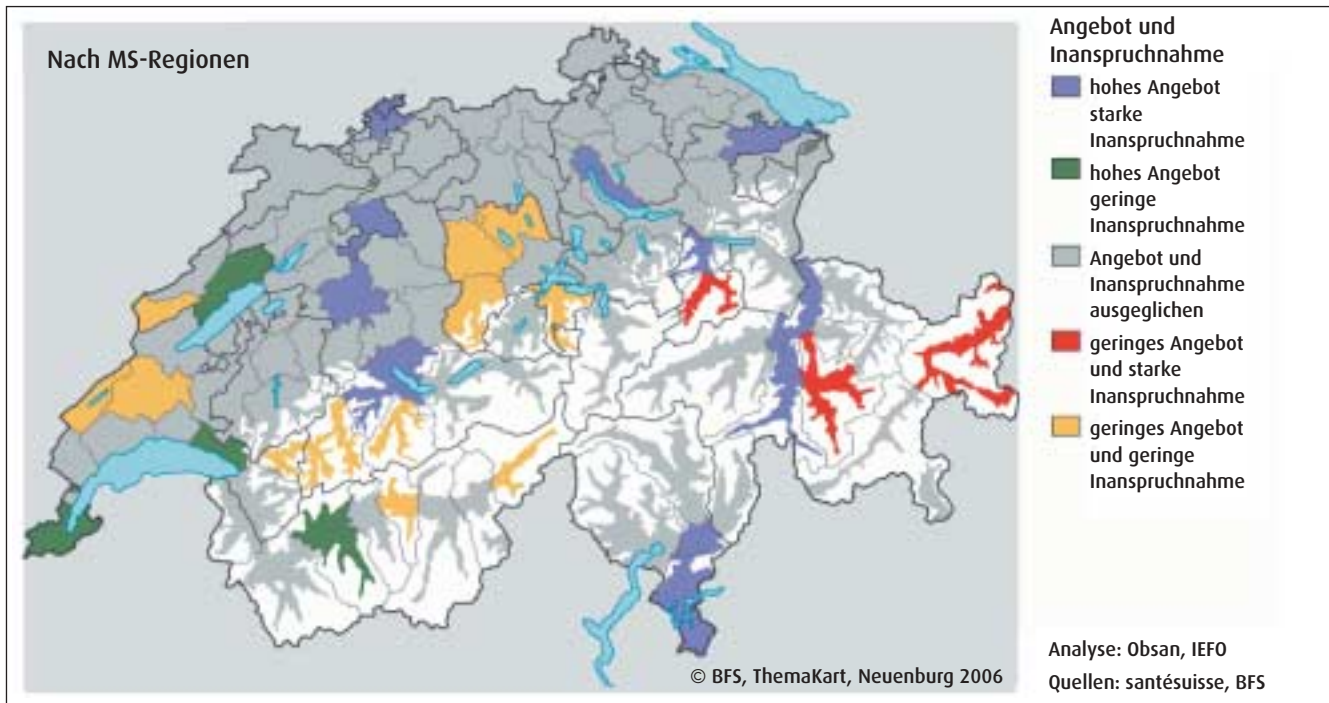 Nach MS-Regionen
© BFS, ThemaKart, Neuenburg 2006
Angebot und
Inanspruchnahme
hohes Angebot
starke
Inanspruchnahme
hohes Angebot
geringe
Inanspruchnahme
Angebot und
Inanspruchnahme
ausgeglichen
geringes Angebot
und starke
Inanspruchnahme
geringes Angebot
und geringe
Inanspruchnahme
Analyse: Obsan, IEFO
Quellen: santésuisse, BFS